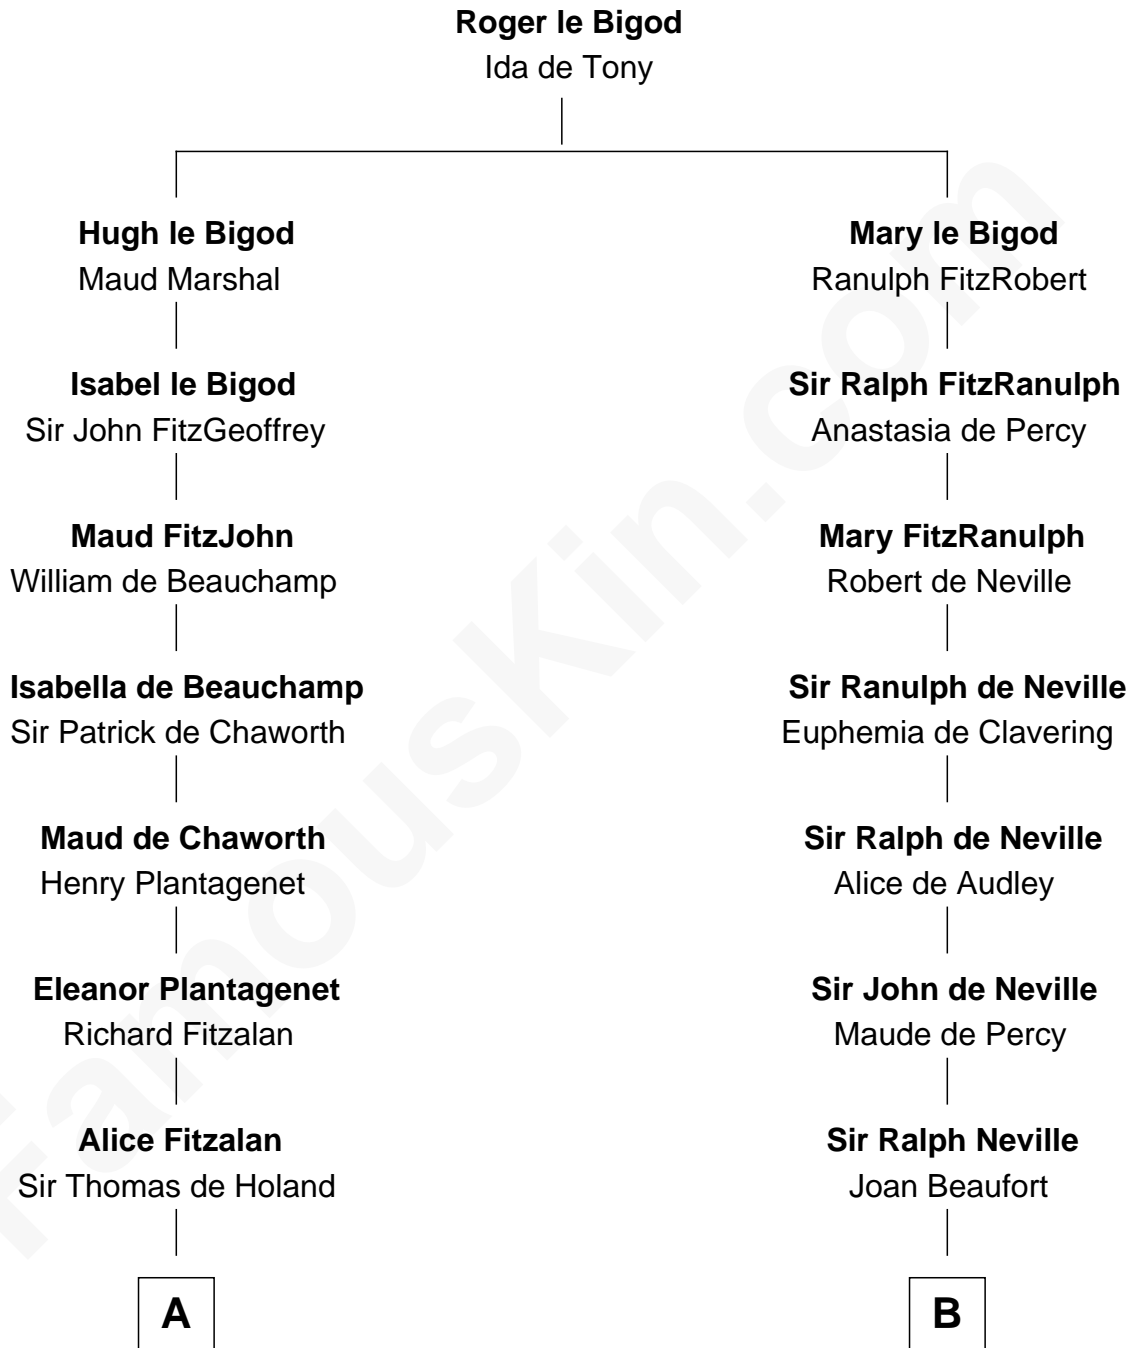 Roger le Bigod
Ida de Tony
Hugh le Bigod
Maud Marshal
Mary le Bigod
Ranulph FitzRobert
Isabel le Bigod
Sir John FitzGeoffrey
Sir Ralph FitzRanulph
Anastasia de Percy
Maud FitzJohn
William de Beauchamp
Mary FitzRanulph
Robert de Neville
Isabella de Beauchamp
Sir Patrick de Chaworth
Sir Ranulph de Neville
Euphemia de Clavering
Maud de Chaworth
Henry Plantagenet
Sir Ralph de Neville
Alice de Audley
Eleanor Plantagenet
Richard Fitzalan
Sir John de Neville
Maude de Percy
Alice Fitzalan
Sir Thomas de Holand
Sir Ralph Neville
Joan Beaufort
A
B
FamousKin.com